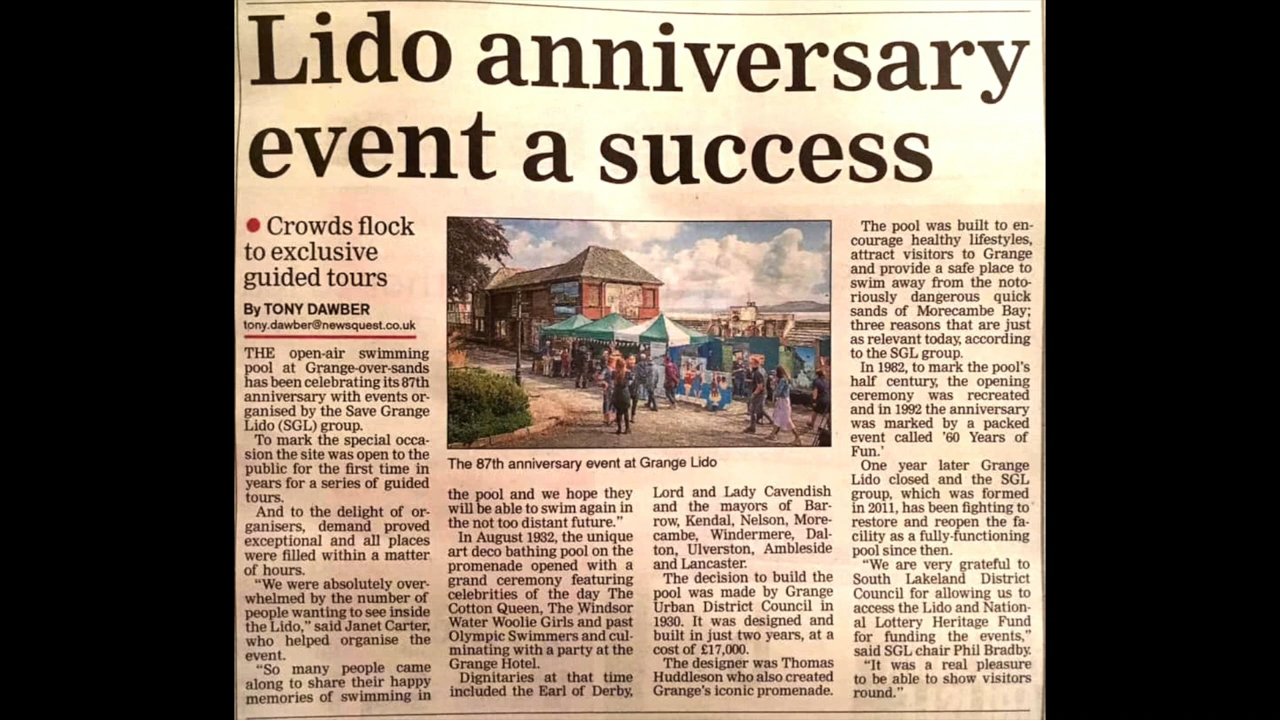 Lido anniversary
event a success
• Crowds flock
to exclusive
guided tours
By TONY DAWBER
tony.dawber@newsquest.co.uk
THE open-air swimming
pool at Grange-over-sands
has been celebrating its 87th
anniversary with events or-
ganised by the Save Grange
Lido (SGL) group.
To mark the special occa-
sion the site was open to the
public for the first time in
years for a series of guided
tours.
And to the delight of or-
ganisers, demand proved
exceptional and all places
were filled within a matter
of hours.
"We were absolutely over-
whelmed by the number of
people wanting to see inside
the Lido," said Janet Carter,
who helped organise the
event.
"So many people came
along to share their happy
memories of swimming in
The 87th anniversary event at Grange Lido
the pool and we hope they
will be able to swim again in
the not too distant future."
In August 1932, the unique
art deco bathing pool on the
promenade opened with a
grand ceremony featuring
celebrities of the day The
Cotton Queen, The Windsor
Water Woolie Girls and past
Olympic Swimmers and cul-
minating with a party at the
Grange Hotel.
Dignitaries at that time
included the Earl of Derby,
Lord and Lady Cavendish
and the mayors of Bar-
row, Kendal, Nelson, More-
cambe, Windermere, Dal-
ton, Ulverston, Ambleside
and Lancaster.
The decision to build the
pool was made by Grange
Urban District Council in
1930. It was designed and
built in just two years, at a
cost of £17,000.
The designer was Thomas
Huddleson who also created
Grange's iconic promenade.
The pool was built to en-
courage healthy lifestyles,
attract visitors to Grange
and provide a safe place to
swim away from the noto-
riously dangerous quick
sands of Morecambe Bay;
three reasons that are just
as relevant today, according
to the SGL group.
In 1982, to mark the pool's
half century, the opening
ceremony was recreated
and in 1992 the anniversary
was marked by a packed
event called '60 Years of
Fun.'
One year later Grange
Lido closed and the SGL
group, which was formed
in 2011, has been fighting to
restore and reopen the fa-
cility as a fully-functioning
pool since then.
"We are very grateful to
South Lakeland District
Council for allowing us to
access the Lido and Nation-
al Lottery Heritage Fund
for funding the events,"
said SGL chair Phil Bradby.
"It was a real pleasure
to be able to show visitors
round."